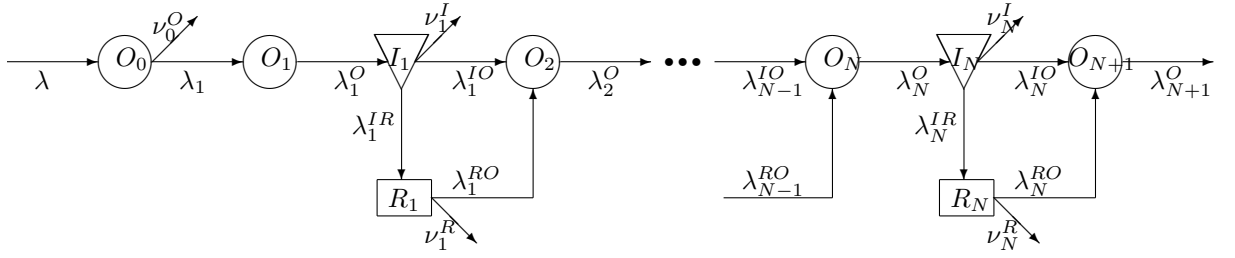 ν_0^O ν_1^I ν_N^I
O_0 O_1 I_1 O_2 ••• O_N I_N O_{N+1}
λ λ_1 λ_1^O λ_1^{IO} λ_2^O λ_{N-1}^{IO} λ_N^O λ_N^{IO} λ_{N+1}^O
λ_1^{IR} λ_N^{IR}
λ_1^{RO} λ_{N-1}^{RO} λ_N^{RO}
R_1 R_N
ν_1^R ν_N^R